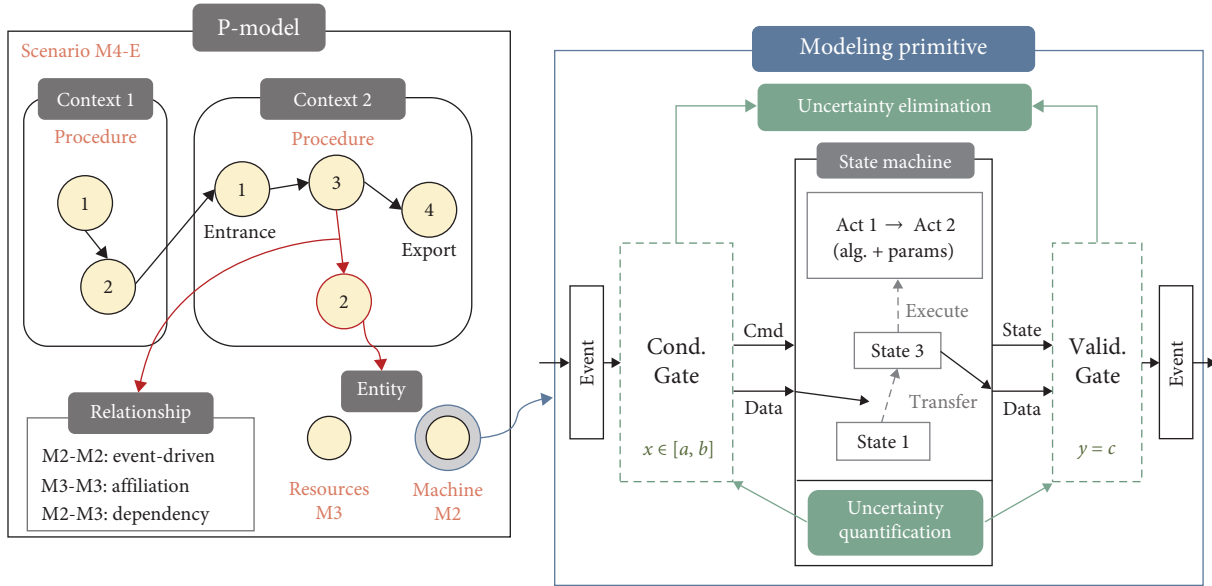 P-model
Scenario M4-E
Context 1
Procedure
1
2
Context 2
Procedure
1
Entrance
3
4
Export
2
Entity
Relationship
M2-M2: event-driven
M3-M3: affiliation
M2-M3: dependency
Resources
M3
Machine
M2
Modeling primitive
Uncertainty elimination
State machine
Act 1 → Act 2
(alg. + params)
Execute
State 3
Transfer
State 1
Event
Cond.
Gate
x ∈ [a, b]
Cmd
Data
State
Data
Valid.
Gate
y = c
Event
Uncertainty
quantification